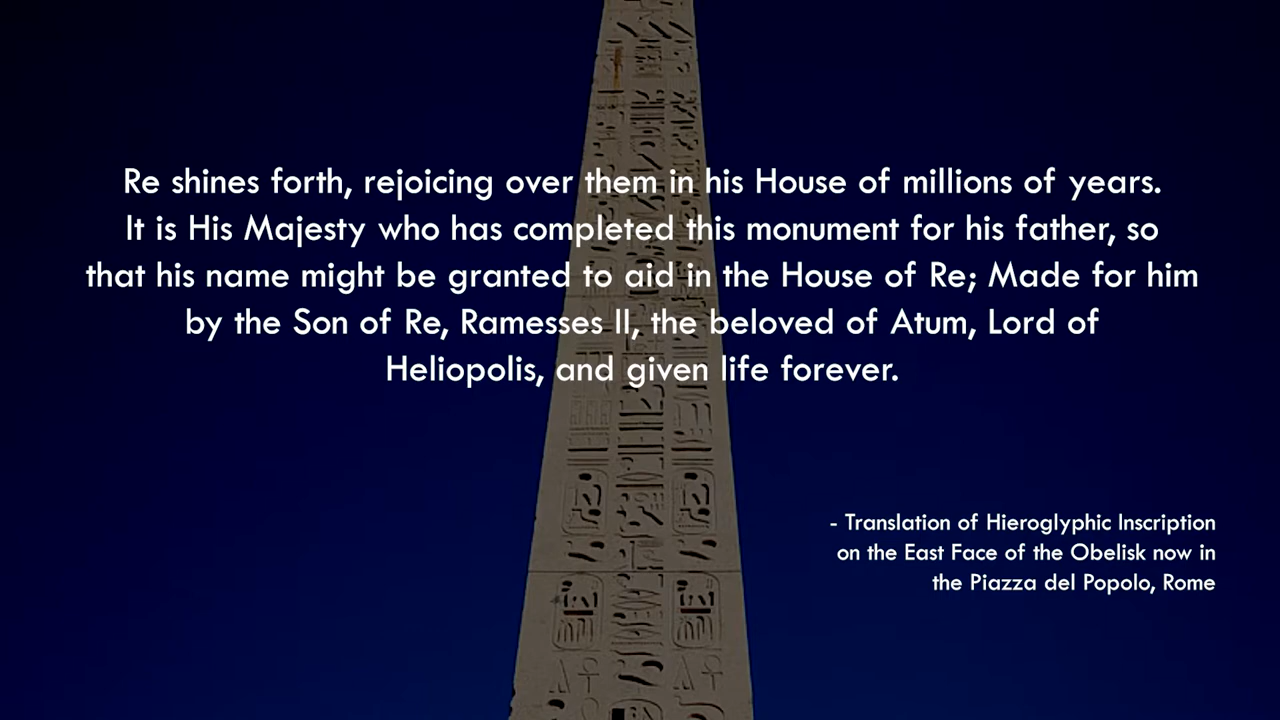 Re shines forth, rejoicing over them in his House of millions of years.
It is His Majesty who has completed this monument for his father, so
that his name might be granted to aid in the House of Re; Made for him
by the Son of Re, Ramesses II, the beloved of Atum, Lord of
Heliopolis, and given life forever.
- Translation of Hieroglyphic Inscription
on the East Face of the Obelisk now in
the Piazza del Popolo, Rome